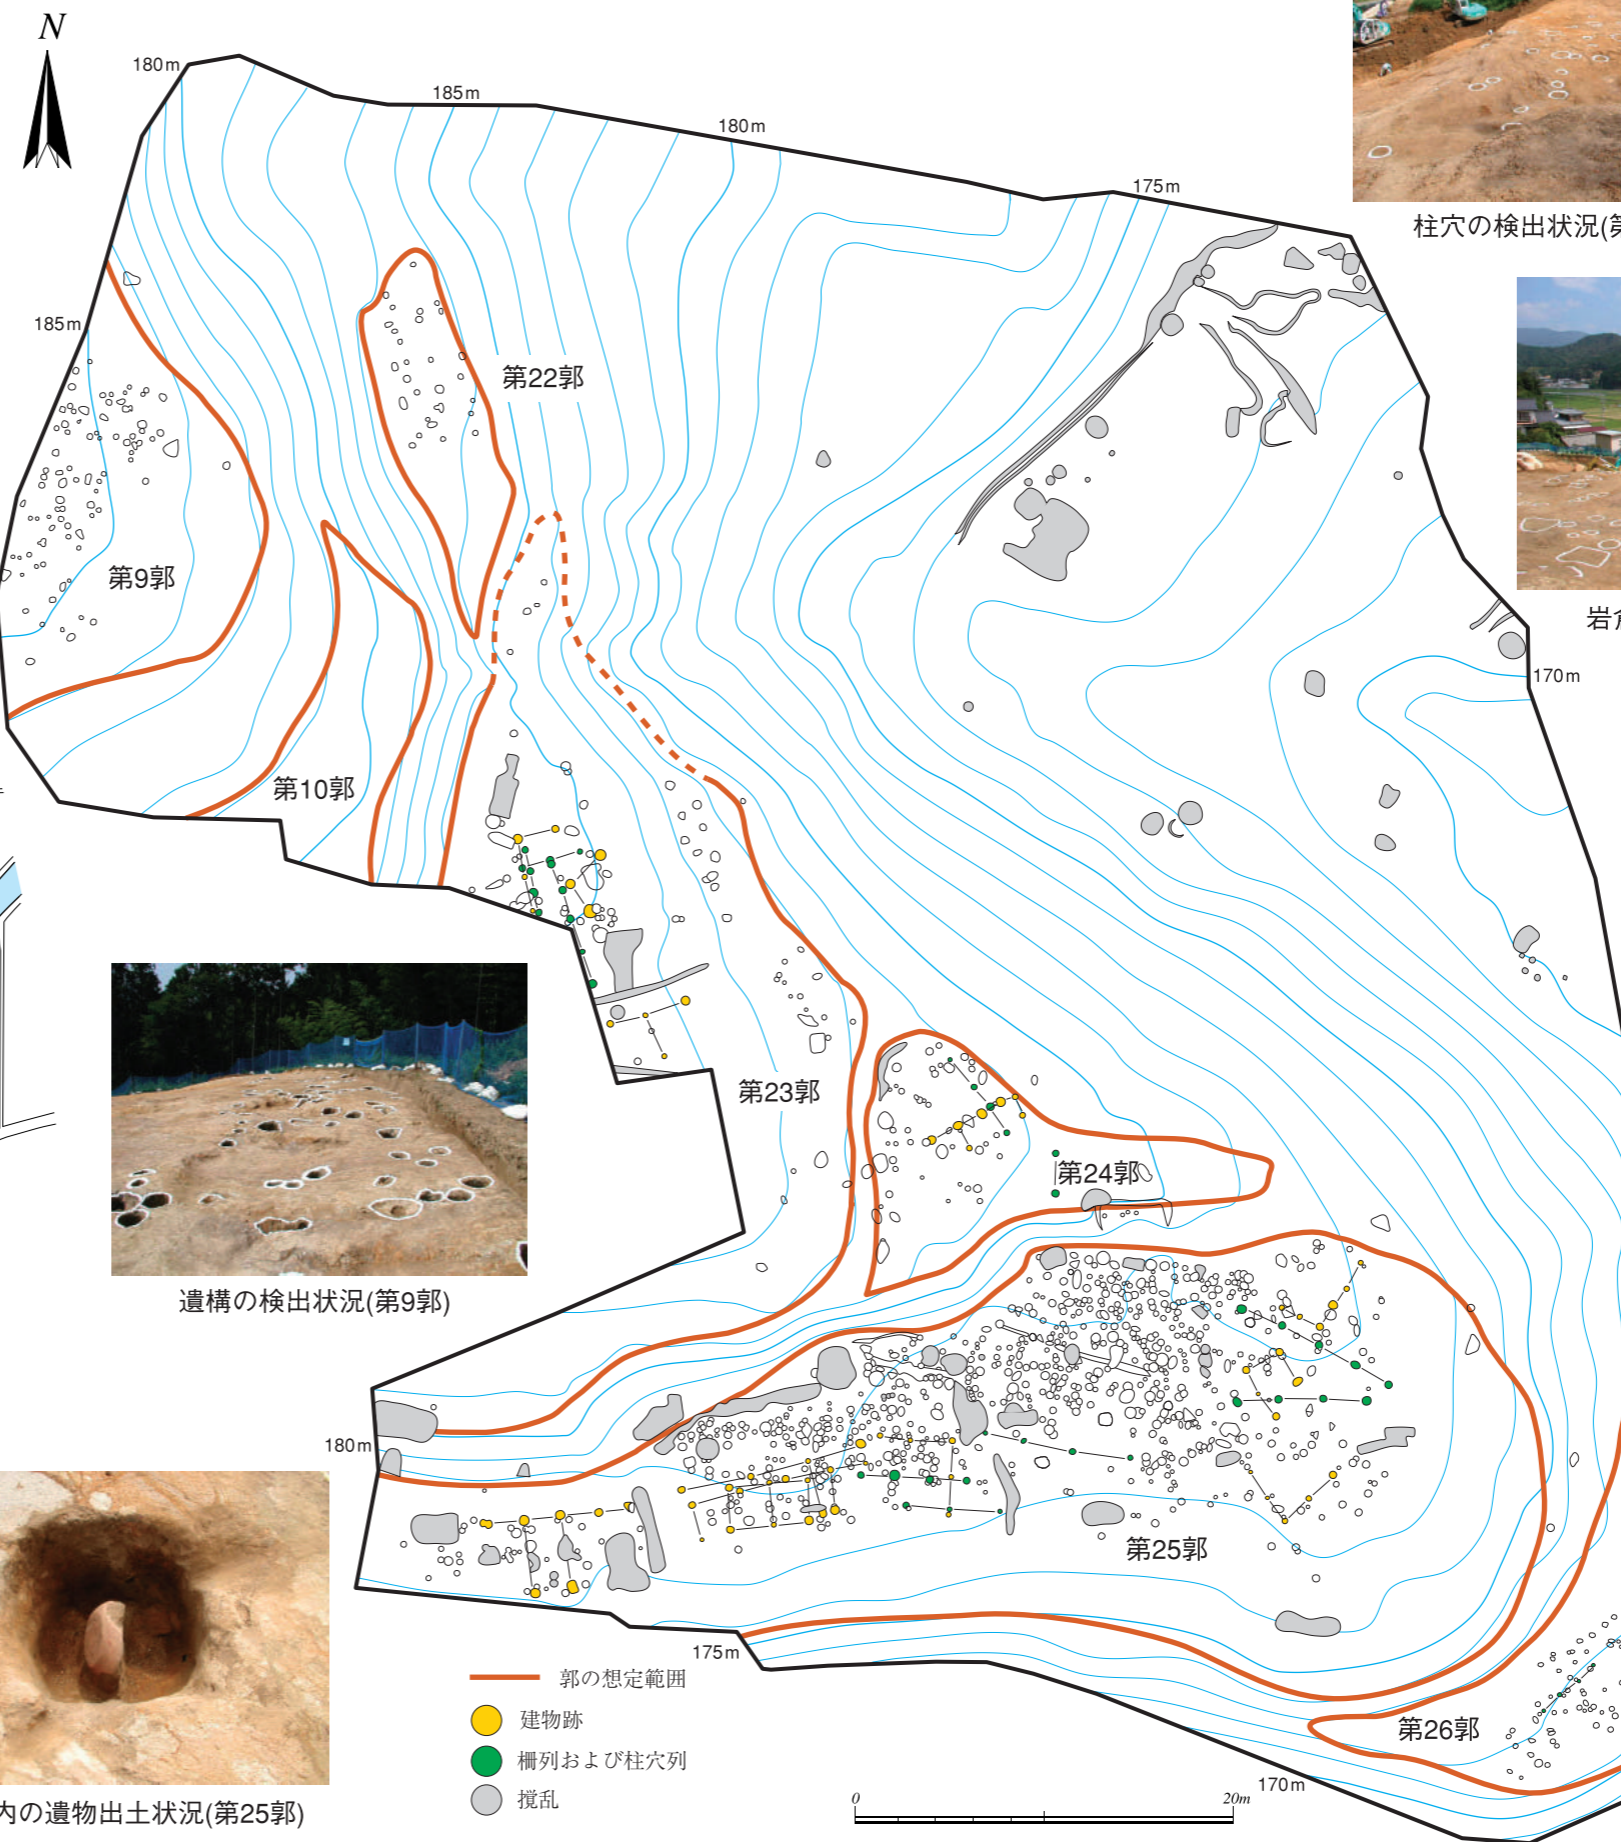 N
180m
185m
180m
175m
柱穴の検出状況(第
185m
第22郭
第9郭
岩
170m
第10郭
第23郭
第24郭
遺構の検出状況(第9郭)
180m
第25郭
175m
郭の想定範囲
建物跡
柵列および柱穴列
撹乱
第26郭
170m
0 20m
内の遺物出土状況(第25郭)